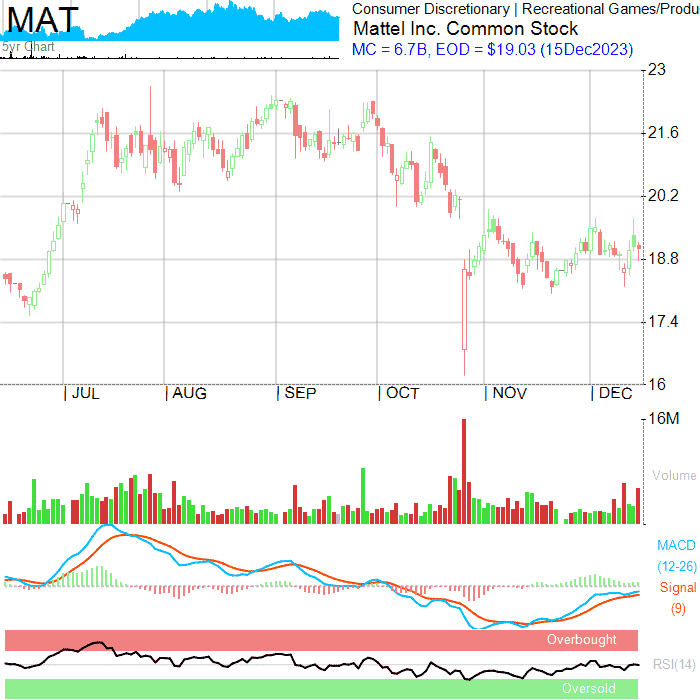 MAT
5yr Chart
Consumer Discretionary | Recreational Games/Produ
Mattel Inc. Common Stock
MC = 6.7B, EOD = $19.03 (15Dec2023)
23
21.6
20.2
18.8
17.4
16
| JUL | AUG | SEP | OCT | NOV | DEC
16M
Volume
MACD
(12-26)
Signal
(9)
Overbought
RSI(14)
Oversold